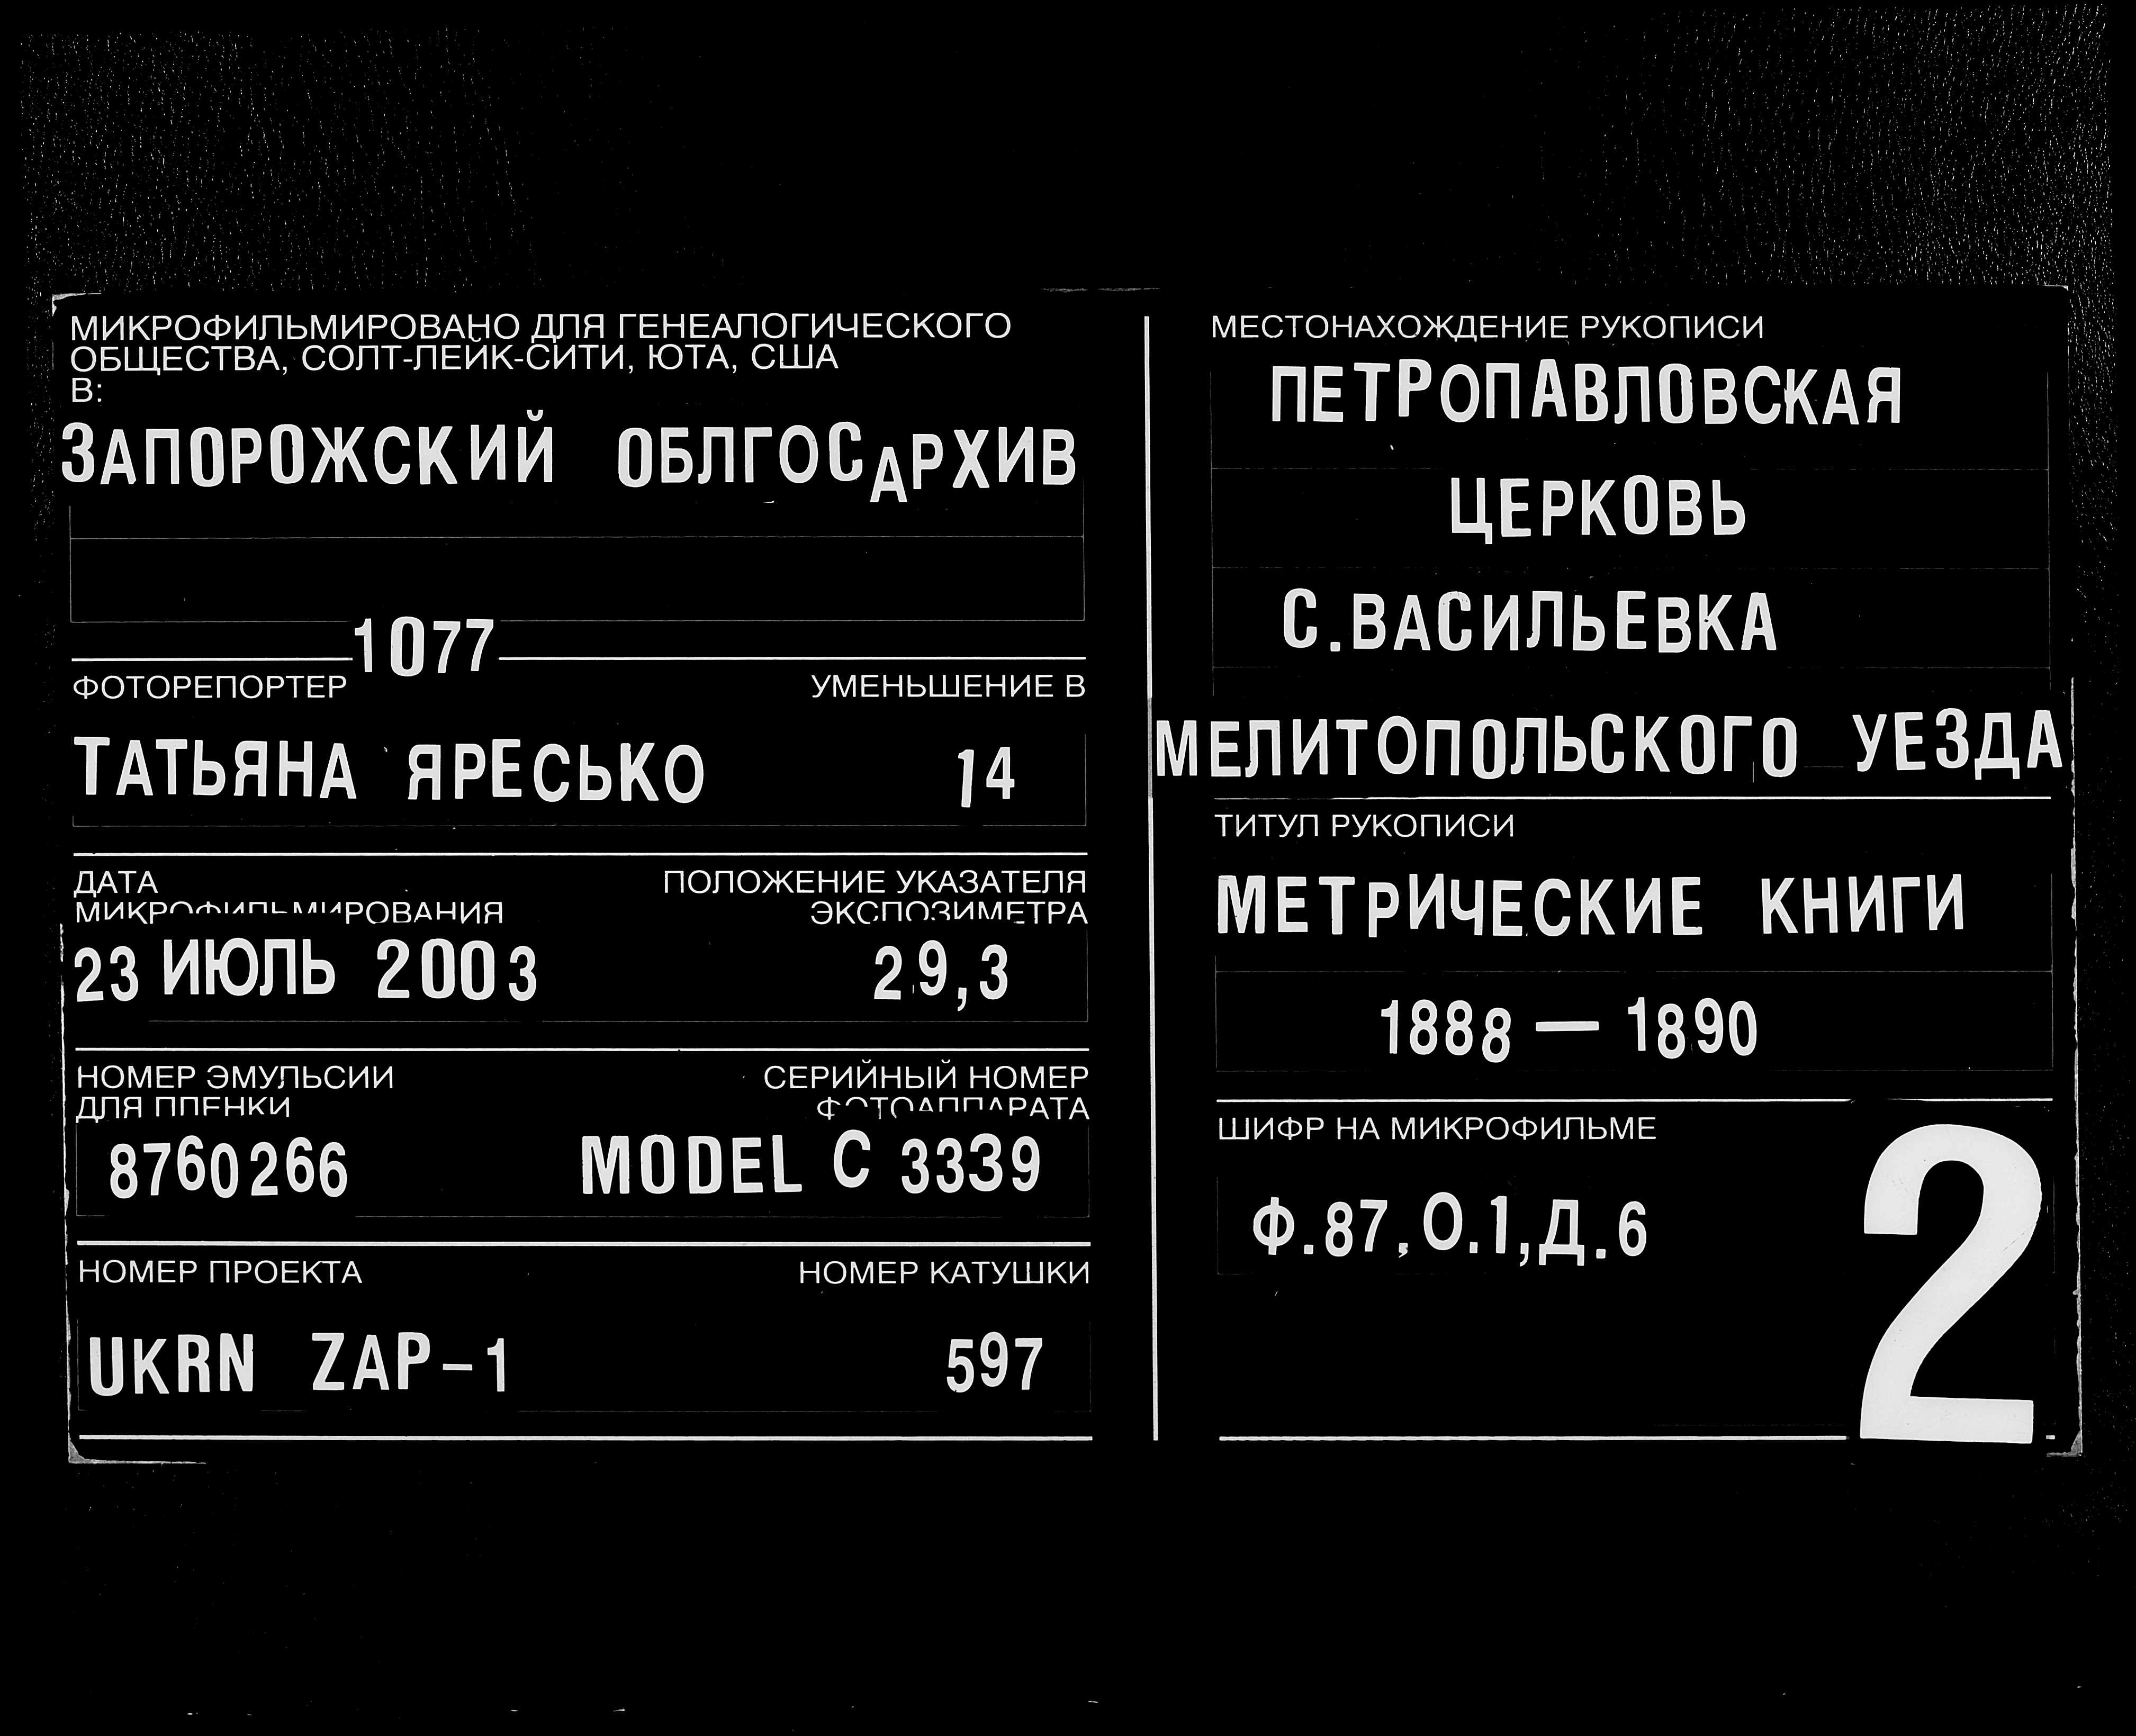 МИКРОФИЛЬМИРОВАНО ДЛЯ ГЕНЕАЛОГИЧЕСКОГО
ОБЩЕСТВА, СОЛТ-ЛЕЙК-СИТИ, ЮТА, США
В:
ЗАПОРОЖСКИЙ ОБЛГОСАРХИВ
1077
ФОТОРЕПОРТЕР УМЕНЬШЕНИЕ В
ТАТЬЯНА ЯРЕСЬКО 14
ДАТА ПОЛОЖЕНИЕ УКАЗАТЕЛЯ
МИКРОФИЛЬМИРОВАНИЯ ЭКСПОЗИМЕТРА
23 ИЮЛЬ 2003 29,3
НОМЕР ЭМУЛЬСИИ СЕРИЙНЫЙ НОМЕР
ДЛЯ ПЛЕНКИ ФОТОАППАРАТА
8760266 MODEL C 3339
НОМЕР ПРОЕКТА НОМЕР КАТУШКИ
UKRN ZAP-1 597
МЕСТОНАХОЖДЕНИЕ РУКОПИСИ
ПЕТРОПАВЛОВСКАЯ
ЦЕРКОВЬ
С.ВАСИЛЬЕВКА
МЕЛИТОПОЛЬСКОГО УЕЗДА
ТИТУЛ РУКОПИСИ
МЕТРИЧЕСКИЕ КНИГИ
1888 — 1890
ШИФР НА МИКРОФИЛЬМЕ
Ф.87,О.1,Д.6
2